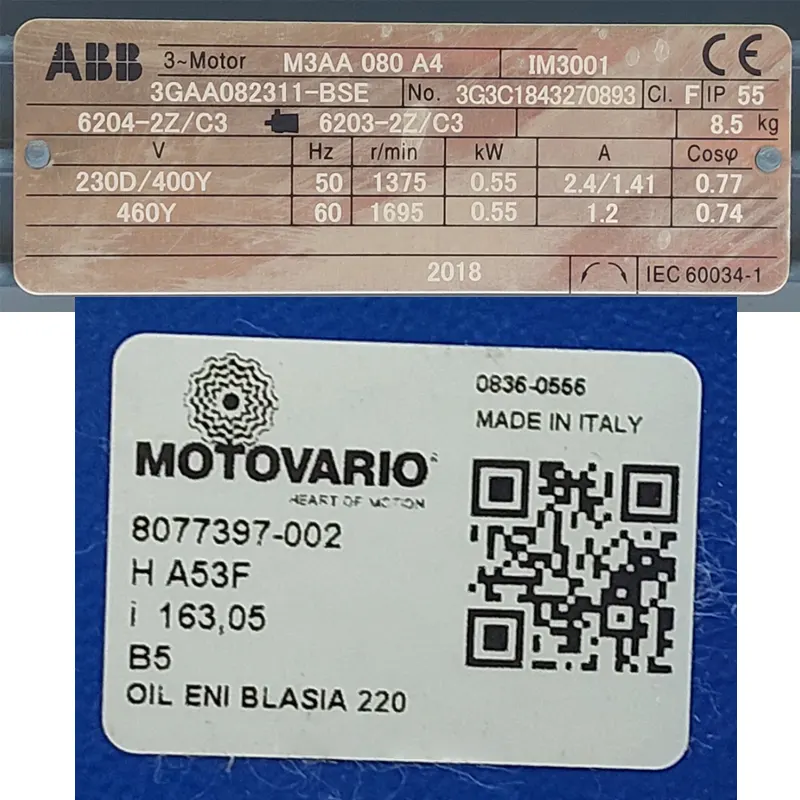 ABB 3~Motor M3AA 080 A4 IM3001 CE
3GAA082311-BSE No. 3G3C1843270893 Cl. F IP 55
6204-2Z/C3 6203-2Z/C3 8.5 kg
V Hz r/min kW A Cosφ
230D/400Y 50 1375 0.55 2.4/1.41 0.77
460Y 60 1695 0.55 1.2 0.74
2018 IEC 60034-1
0836-0556
MADE IN ITALY
MOTOVARIO
HEART OF MOTION
8077397-002
H A53F
i 163,05
B5
OIL ENI BLASIA 220